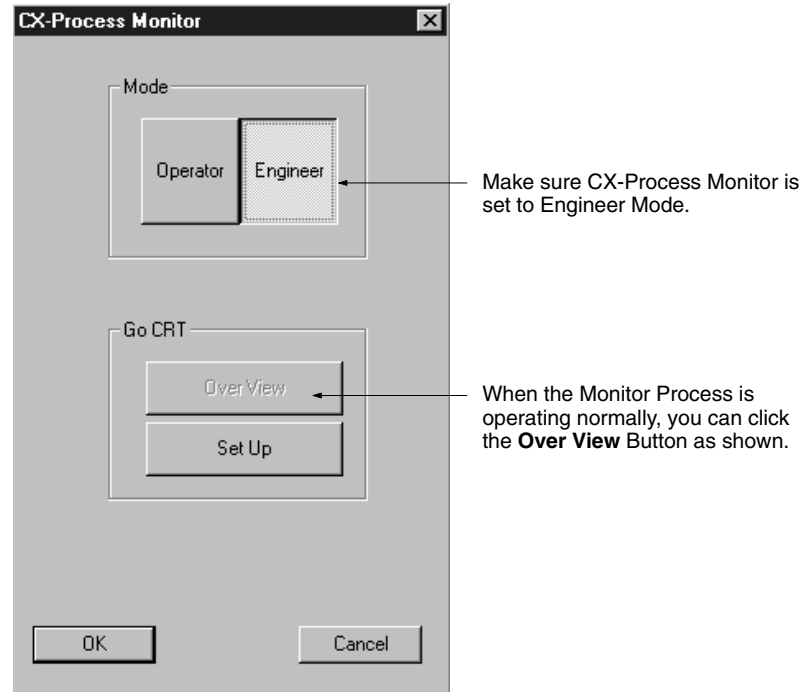 CX-Process Monitor
Mode
Operator
Engineer
Make sure CX-Process Monitor is
set to Engineer Mode.
Go CRT
Over View
Set Up
When the Monitor Process is
operating normally, you can click
the Over View Button as shown.
OK
Cancel